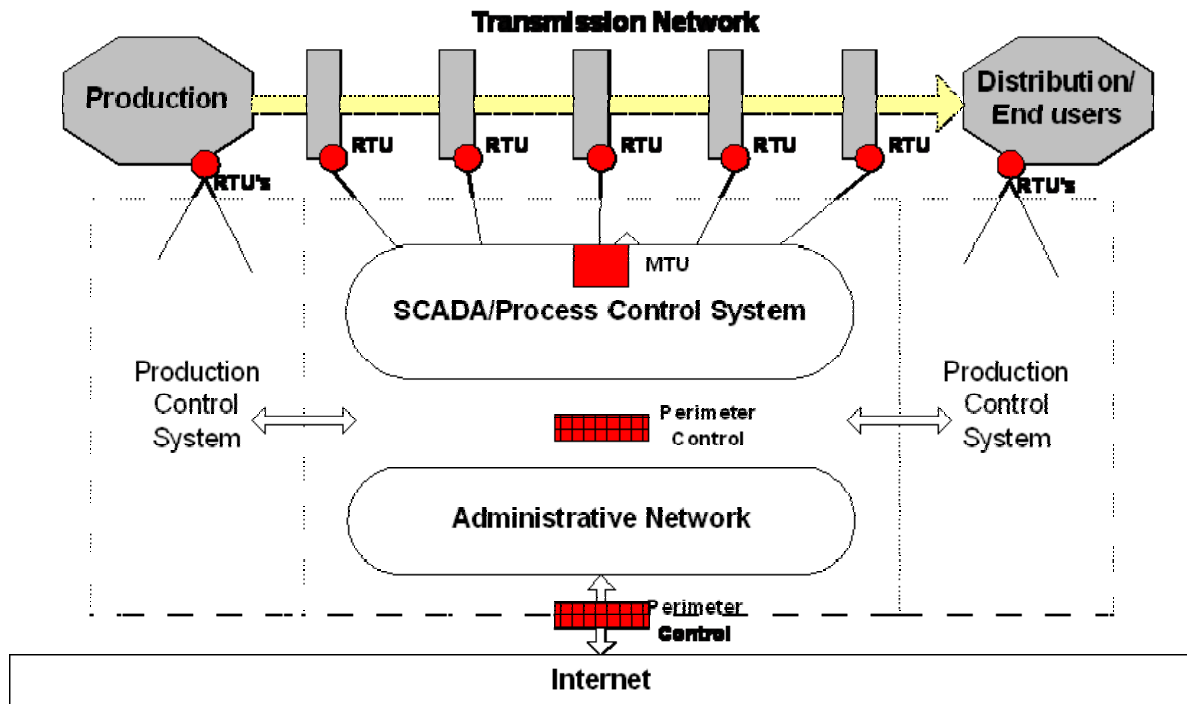 Transmission Network
Production
Distribution/
End users
RTU
RTU
RTU
RTU
RTU
RTU's
RTU's
MTU
SCADA/Process Control System
Production
Control
System
Perimeter
Control
Production
Control
System
Administrative Network
Perimeter
Control
Internet